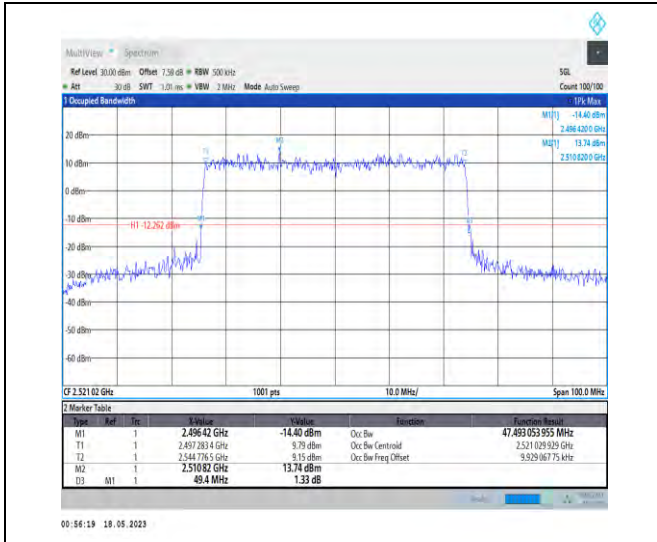 MultiView Spectrum
Ref Level 30.00 dBm Offset 7.58 dB RBW 500 kHz SGL
Att 30 dB SWT 1.01 ms VBW 2 MHz Mode Auto Sweep Count 100/100
1 Occupied Bandwidth 1Pk Max
M1[1] -14.40 dBm
2.496 420 0 GHz
M2[1] 13.74 dBm
2.510 820 0 GHz
20 dBm
M2
T1 T2
10 dBm
0 dBm
-10 dBm
M1
H1 -12.262 dBm
-20 dBm
-30 dBm
-40 dBm
-50 dBm
-60 dBm
CF 2.521 02 GHz 1001 pts 10.0 MHz/ Span 100.0 MHz
2 Marker Table
Type Ref Trc X-Value Y-Value Function Function Result
M1 1 2.496 42 GHz -14.40 dBm Occ Bw 47.493 053 955 MHz
T1 1 2.497 283 4 GHz 9.79 dBm Occ Bw Centroid 2.521 029 929 GHz
T2 1 2.544 776 5 GHz 9.15 dBm Occ Bw Freq Offset 9.929 067 75 kHz
M2 1 2.510 82 GHz 13.74 dBm
D3 M1 1 49.4 MHz 1.33 dB
00:56:19 18.05.2023